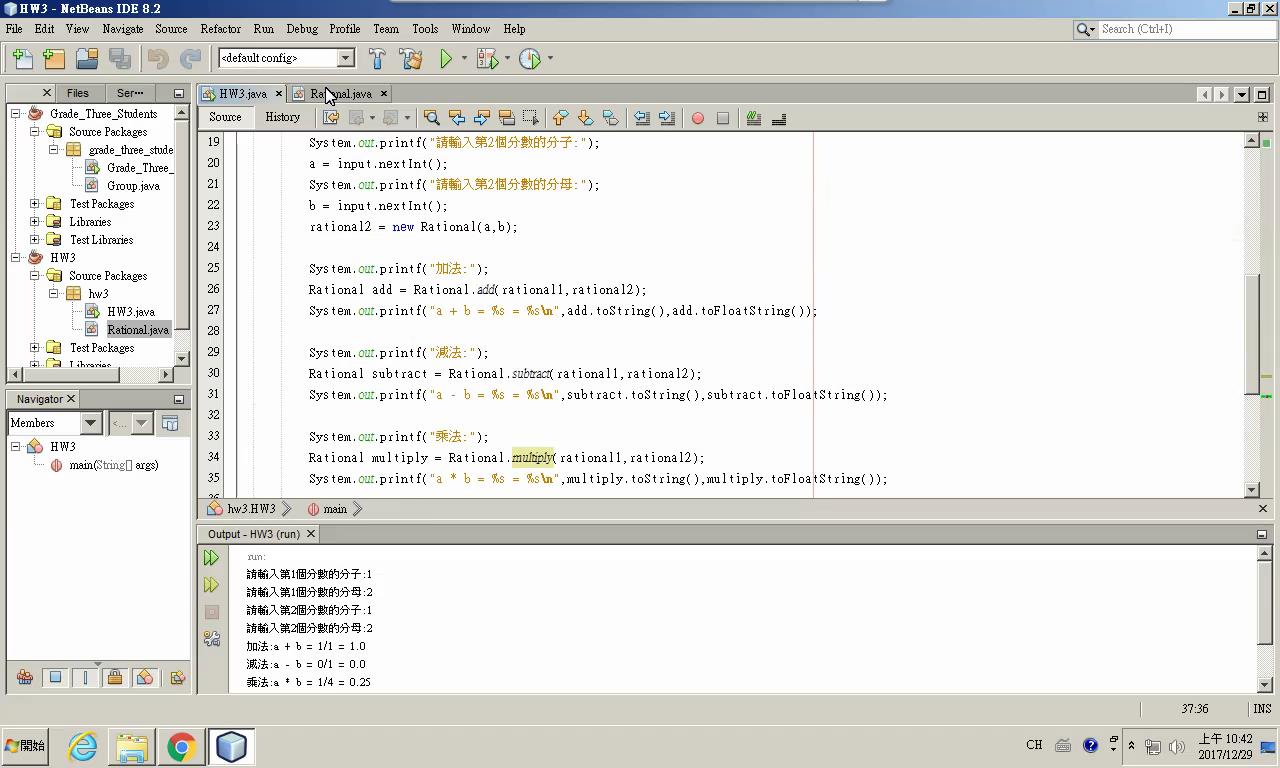 HW3 - NetBeans IDE 8.2
File Edit View Navigate Source Refactor Run Debug Profile Team Tools Window Help
Search (Ctrl+I)
<default config>
Files Ser···
HW3.java
Source History
Grade_Three_Students
Source Packages
grade_three_stude
Grade_Three_
Group.java
Test Packages
Libraries
Test Libraries
HW3
Source Packages
hw3
HW3.java
Rational.java
Test Packages
Libraries
19 System.out.printf("請輸入第2個分數的分子:");
20 a = input.nextInt();
21 System.out.printf("請輸入第2個分數的分母:");
22 b = input.nextInt();
23 rational2 = new Rational(a,b);
24
25 System.out.printf("加法:");
26 Rational add = Rational.add(rational1,rational2);
27 System.out.printf("a + b = %s = %s\n",add.toString(),add.toFloatString());
28
29 System.out.printf("減法:");
30 Rational subtract = Rational.subtract(rational1,rational2);
31 System.out.printf("a - b = %s = %s\n",subtract.toString(),subtract.toFloatString());
32
33 System.out.printf("乘法:");
34 Rational multiply = Rational.multiply(rational1,rational2);
35 System.out.printf("a * b = %s = %s\n",multiply.toString(),multiply.toFloatString());
Navigator
Members <...
HW3
main(String[] args)
hw3.HW3 main
Output - HW3 (run)
run:
請輸入第1個分數的分子:1
請輸入第1個分數的分母:2
請輸入第2個分數的分子:1
請輸入第2個分數的分母:2
加法:a + b = 1/1 = 1.0
減法:a - b = 0/1 = 0.0
乘法:a * b = 1/4 = 0.25
37:36 INS
開始
CH
上午 10:42
2017/12/29